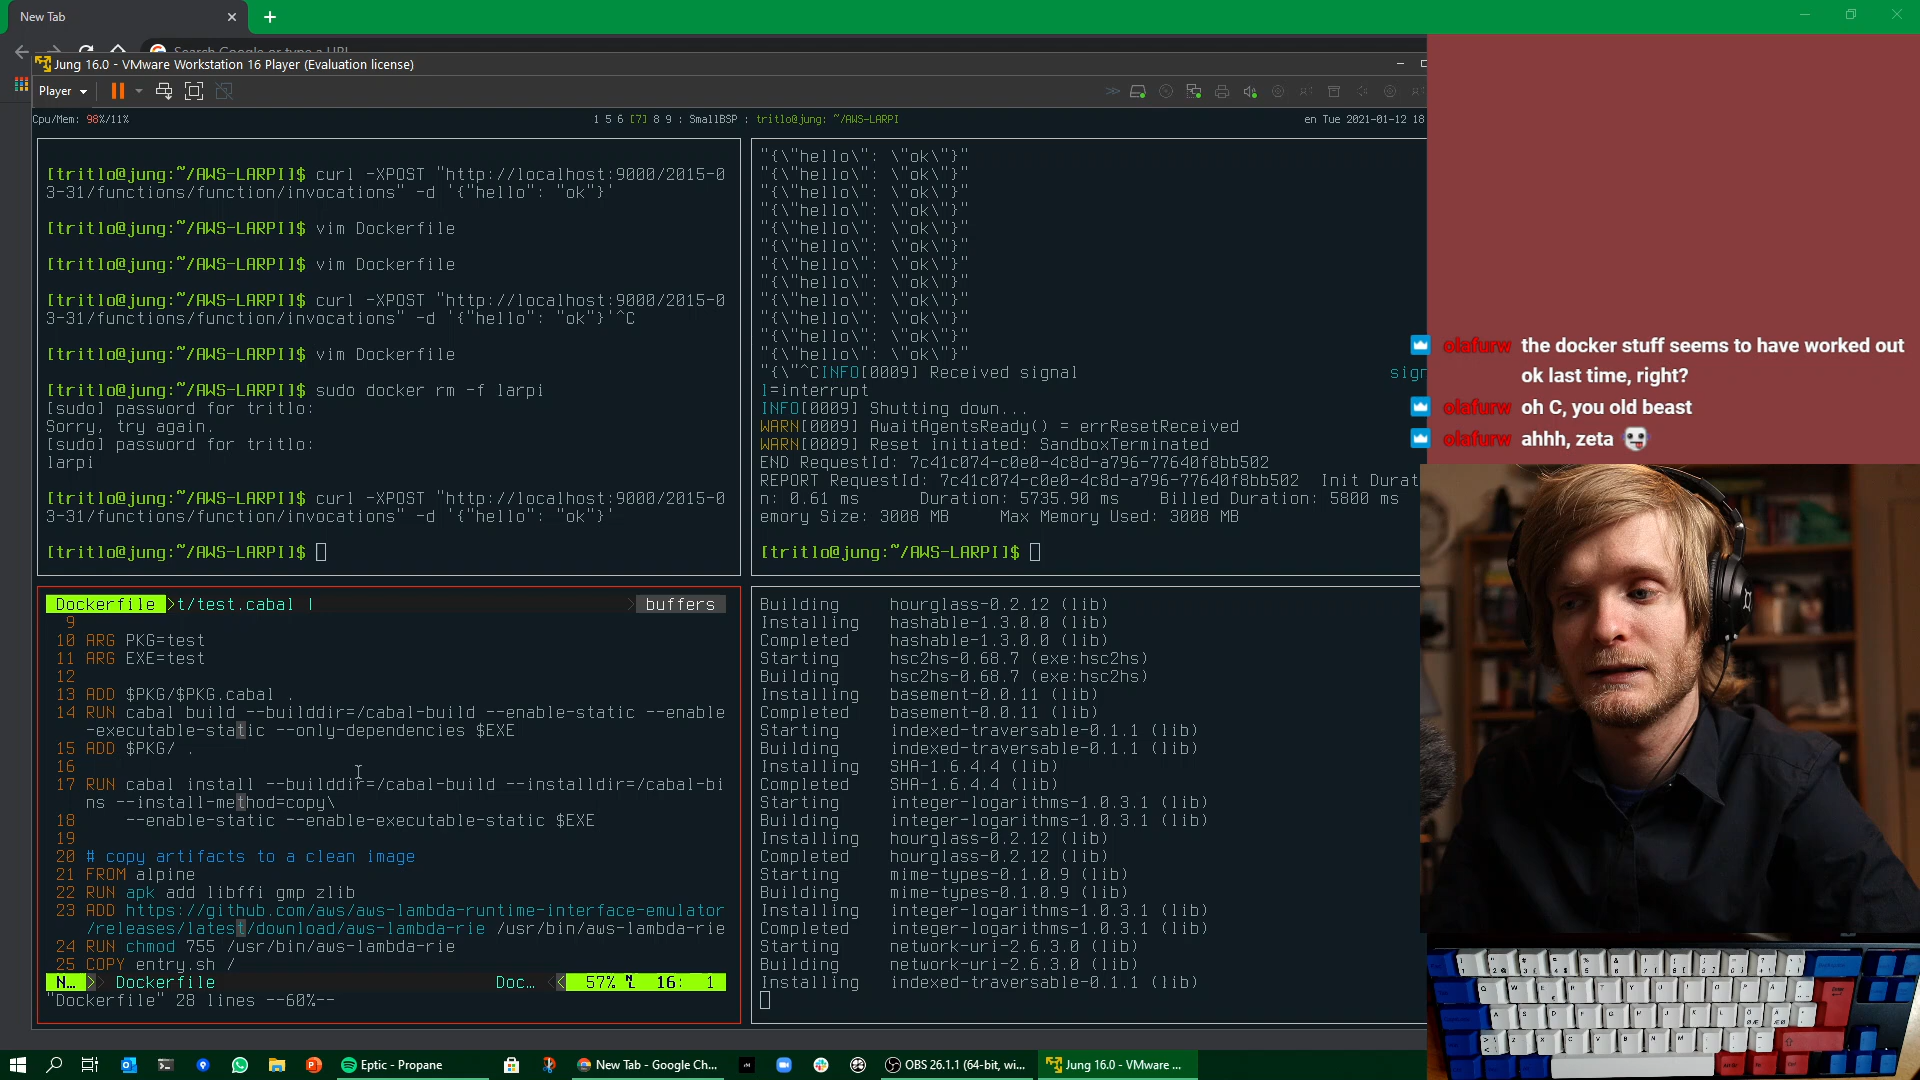 New Tab
Search Google or type a URL
Jung 16.0 - VMware Workstation 16 Player (Evaluation license)
Player
Cpu/Mem: 98%/11%
1 5 6 [7] 8 9 : SmallBSP : tritlo@jung: ~/AWS-LARPI
en Tue 2021-01-12 18
[tritlo@jung:~/AWS-LARPI]$ curl -XPOST "http://localhost:9000/2015-0
3-31/functions/function/invocations" -d '{"hello": "ok"}'
[tritlo@jung:~/AWS-LARPI]$ vim Dockerfile
[tritlo@jung:~/AWS-LARPI]$ vim Dockerfile
[tritlo@jung:~/AWS-LARPI]$ curl -XPOST "http://localhost:9000/2015-0
3-31/functions/function/invocations" -d '{"hello": "ok"}'^C
[tritlo@jung:~/AWS-LARPI]$ vim Dockerfile
[tritlo@jung:~/AWS-LARPI]$ sudo docker rm -f larpi
[sudo] password for tritlo:
Sorry, try again.
[sudo] password for tritlo:
larpi
[tritlo@jung:~/AWS-LARPI]$ curl -XPOST "http://localhost:9000/2015-0
3-31/functions/function/invocations" -d '{"hello": "ok"}'
[tritlo@jung:~/AWS-LARPI]$
"{\"hello\": \"ok\"}"
"{\"hello\": \"ok\"}"
"{\"hello\": \"ok\"}"
"{\"hello\": \"ok\"}"
"{\"hello\": \"ok\"}"
"{\"hello\": \"ok\"}"
"{\"hello\": \"ok\"}"
"{\"hello\": \"ok\"}"
"{\"hello\": \"ok\"}"
"{\"hello\": \"ok\"}"
"{\"hello\": \"ok\"}"
"{\"hello\": \"ok\"}"
"{\"^CINFO[0009] Received signal sign
l=interrupt
INFO[0009] Shutting down...
WARN[0009] AwaitAgentsReady() = errResetReceived
WARN[0009] Reset initiated: SandboxTerminated
END RequestId: 7c41c074-c0e0-4c8d-a796-77640f8bb502
REPORT RequestId: 7c41c074-c0e0-4c8d-a796-77640f8bb502 Init Durat
n: 0.61 ms Duration: 5735.90 ms Billed Duration: 5800 ms
emory Size: 3008 MB Max Memory Used: 3008 MB
[tritlo@jung:~/AWS-LARPI]$
Dockerfile >t/test.cabal | buffers
9
10 ARG PKG=test
11 ARG EXE=test
12
13 ADD $PKG/$PKG.cabal .
14 RUN cabal build --builddir=/cabal-build --enable-static --enable
-executable-static --only-dependencies $EXE
15 ADD $PKG/ .
16
17 RUN cabal install --builddir=/cabal-build --installdir=/cabal-bi
ns --install-method=copy\
18 --enable-static --enable-executable-static $EXE
19
20 # copy artifacts to a clean image
21 FROM alpine
22 RUN apk add libffi gmp zlib
23 ADD https://github.com/aws/aws-lambda-runtime-interface-emulator
/releases/latest/download/aws-lambda-rie /usr/bin/aws-lambda-rie
24 RUN chmod 755 /usr/bin/aws-lambda-rie
25 COPY entry.sh /
N... Dockerfile Doc... 57% 16: 1
"Dockerfile" 28 lines --60%--
Building hourglass-0.2.12 (lib)
Installing hashable-1.3.0.0 (lib)
Completed hashable-1.3.0.0 (lib)
Starting hsc2hs-0.68.7 (exe:hsc2hs)
Building hsc2hs-0.68.7 (exe:hsc2hs)
Installing basement-0.0.11 (lib)
Completed basement-0.0.11 (lib)
Starting indexed-traversable-0.1.1 (lib)
Building indexed-traversable-0.1.1 (lib)
Installing SHA-1.6.4.4 (lib)
Completed SHA-1.6.4.4 (lib)
Starting integer-logarithms-1.0.3.1 (lib)
Building integer-logarithms-1.0.3.1 (lib)
Installing hourglass-0.2.12 (lib)
Completed hourglass-0.2.12 (lib)
Starting mime-types-0.1.0.9 (lib)
Building mime-types-0.1.0.9 (lib)
Installing integer-logarithms-1.0.3.1 (lib)
Completed integer-logarithms-1.0.3.1 (lib)
Starting network-uri-2.6.3.0 (lib)
Building network-uri-2.6.3.0 (lib)
Installing indexed-traversable-0.1.1 (lib)
olafurw the docker stuff seems to have worked out
ok last time, right?
olafurw oh C, you old beast
olafurw ahhh, zeta
Eptic - Propane
New Tab - Google Ch...
OBS 26.1.1 (64-bit, wi...
Jung 16.0 - VMware ...